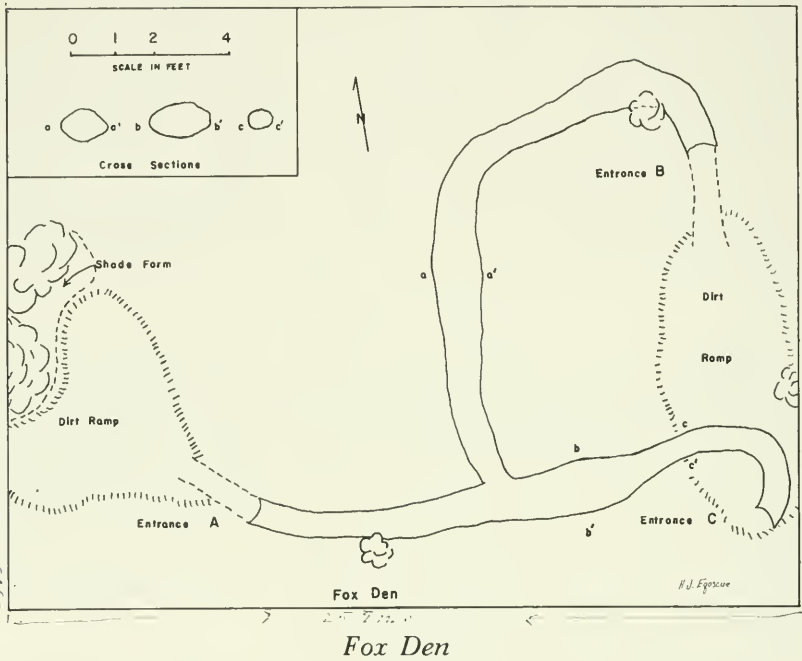 0 1 2 4
SCALE IN FEET
a a' b b' c c'
Cross Sections
N
Entrance B
Shade Form
a a'
Dirt
Ramp
Dirt Ramp
c
b
c'
Entrance A
b'
Entrance C
H.J. Egoscue
Fox Den
Fox Den